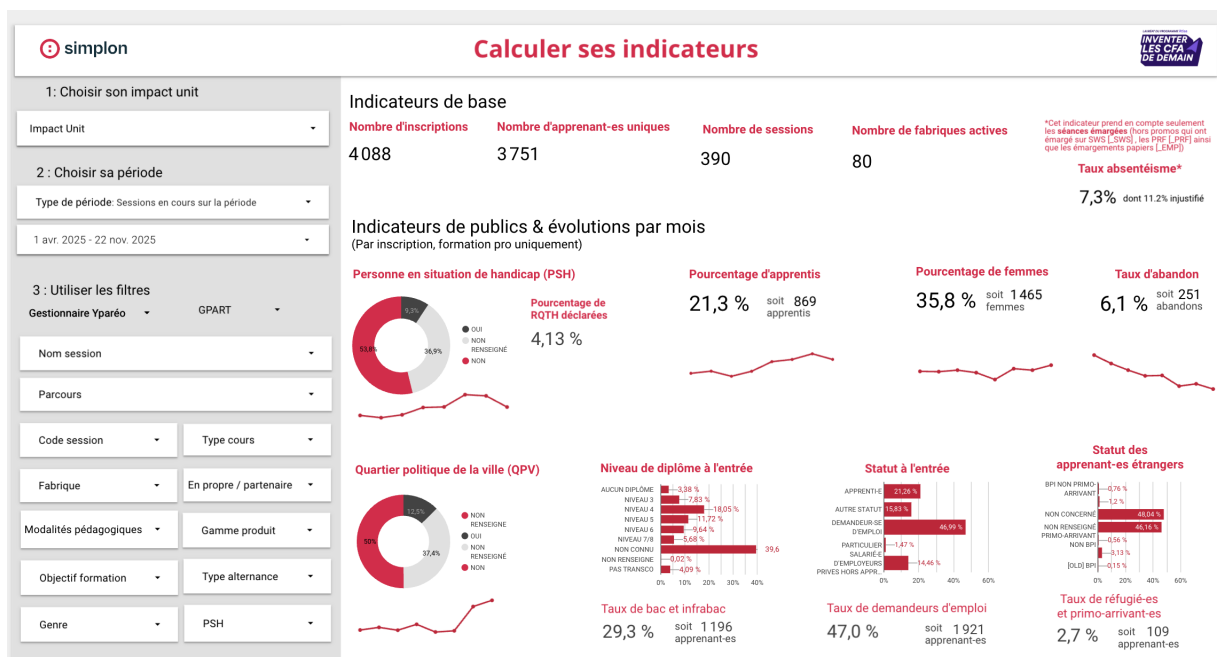 simplon
Calculer ses indicateurs
INVENTER
LES CFA
DE DEMAIN
1: Choisir son impact unit
Impact Unit
2 : Choisir sa période
Type de période: Sessions en cours sur la période
1 avr. 2025 - 22 nov. 2025
3 : Utiliser les filtres
Gestionnaire Yparéo
GPART
Nom session
Parcours
Code session
Type cours
Fabrique
En propre / partenaire
Modalités pédagogiques
Gamme produit
Objectif formation
Type alternance
Genre
PSH
Indicateurs de base
Nombre d'inscriptions
4 088
Nombre d'apprenant-es uniques
3 751
Nombre de sessions
390
Nombre de fabriques actives
80
*Cet indicateur prend en compte seulement
les séances émargées (hors promos qui ont
émargé sur SWS [_SWS] , les PRF [_PRF] ainsi
que les émargements papiers [_EMP])
Taux absentéisme*
7,3% dont 11.2% injustifié
Indicateurs de publics & évolutions par mois
(Par inscription, formation pro uniquement)
Personne en situation de handicap (PSH)
9,3%
36,9%
53,8%
OUI
NON
RENSEIGNÉ
NON
Pourcentage de
RQTH déclarées
4,13 %
Pourcentage d'apprentis
21,3 % soit 869
apprentis
Pourcentage de femmes
35,8 % soit 1 465
femmes
Taux d'abandon
6,1 % soit 251
abandons
Quartier politique de la ville (QPV)
12,5%
37,4%
50%
NON
RENSEIGNE
OUI
NON
RENSEIGNÉ
NON
Niveau de diplôme à l'entrée
AUCUN DIPLÔME 3,38 %
NIVEAU 3 7,83 %
NIVEAU 4 18,05 %
NIVEAU 5 11,72 %
NIVEAU 6 9,64 %
NIVEAU 7/8 5,68 %
NON CONNU 39,6
NON RENSEIGNE 0,02 %
PAS TRANSCO 4,09 %
0% 10% 20% 30% 40%
Taux de bac et infrabac
29,3 % soit 1 196
apprenant-es
Statut à l'entrée
APPRENTI-E 21,26 %
AUTRE STATUT 15,83 %
DEMANDEUR-SE
D'EMPLOI 46,99 %
PARTICULIER 1,47 %
SALARIÉ-E
D'EMPLOYEURS 14,46 %
PRIVES HORS APPR...
0% 20% 40% 60%
Taux de demandeurs d'emploi
47,0 % soit 1 921
apprenant-es
Statut des
apprenant-es étrangers
BPI NON PRIMO-
ARRIVANT 0,76 %
1,2 %
NON CONCERNÉ 48,04 %
NON RENSEIGNÉ 46,16 %
PRIMO-ARRIVANT
NON BPI 0,56 %
3,13 %
[OLD] BPI 0,15 %
0% 20% 40% 60%
Taux de réfugié-es
et primo-arrivant-es
2,7 % soit 109
apprenant-es